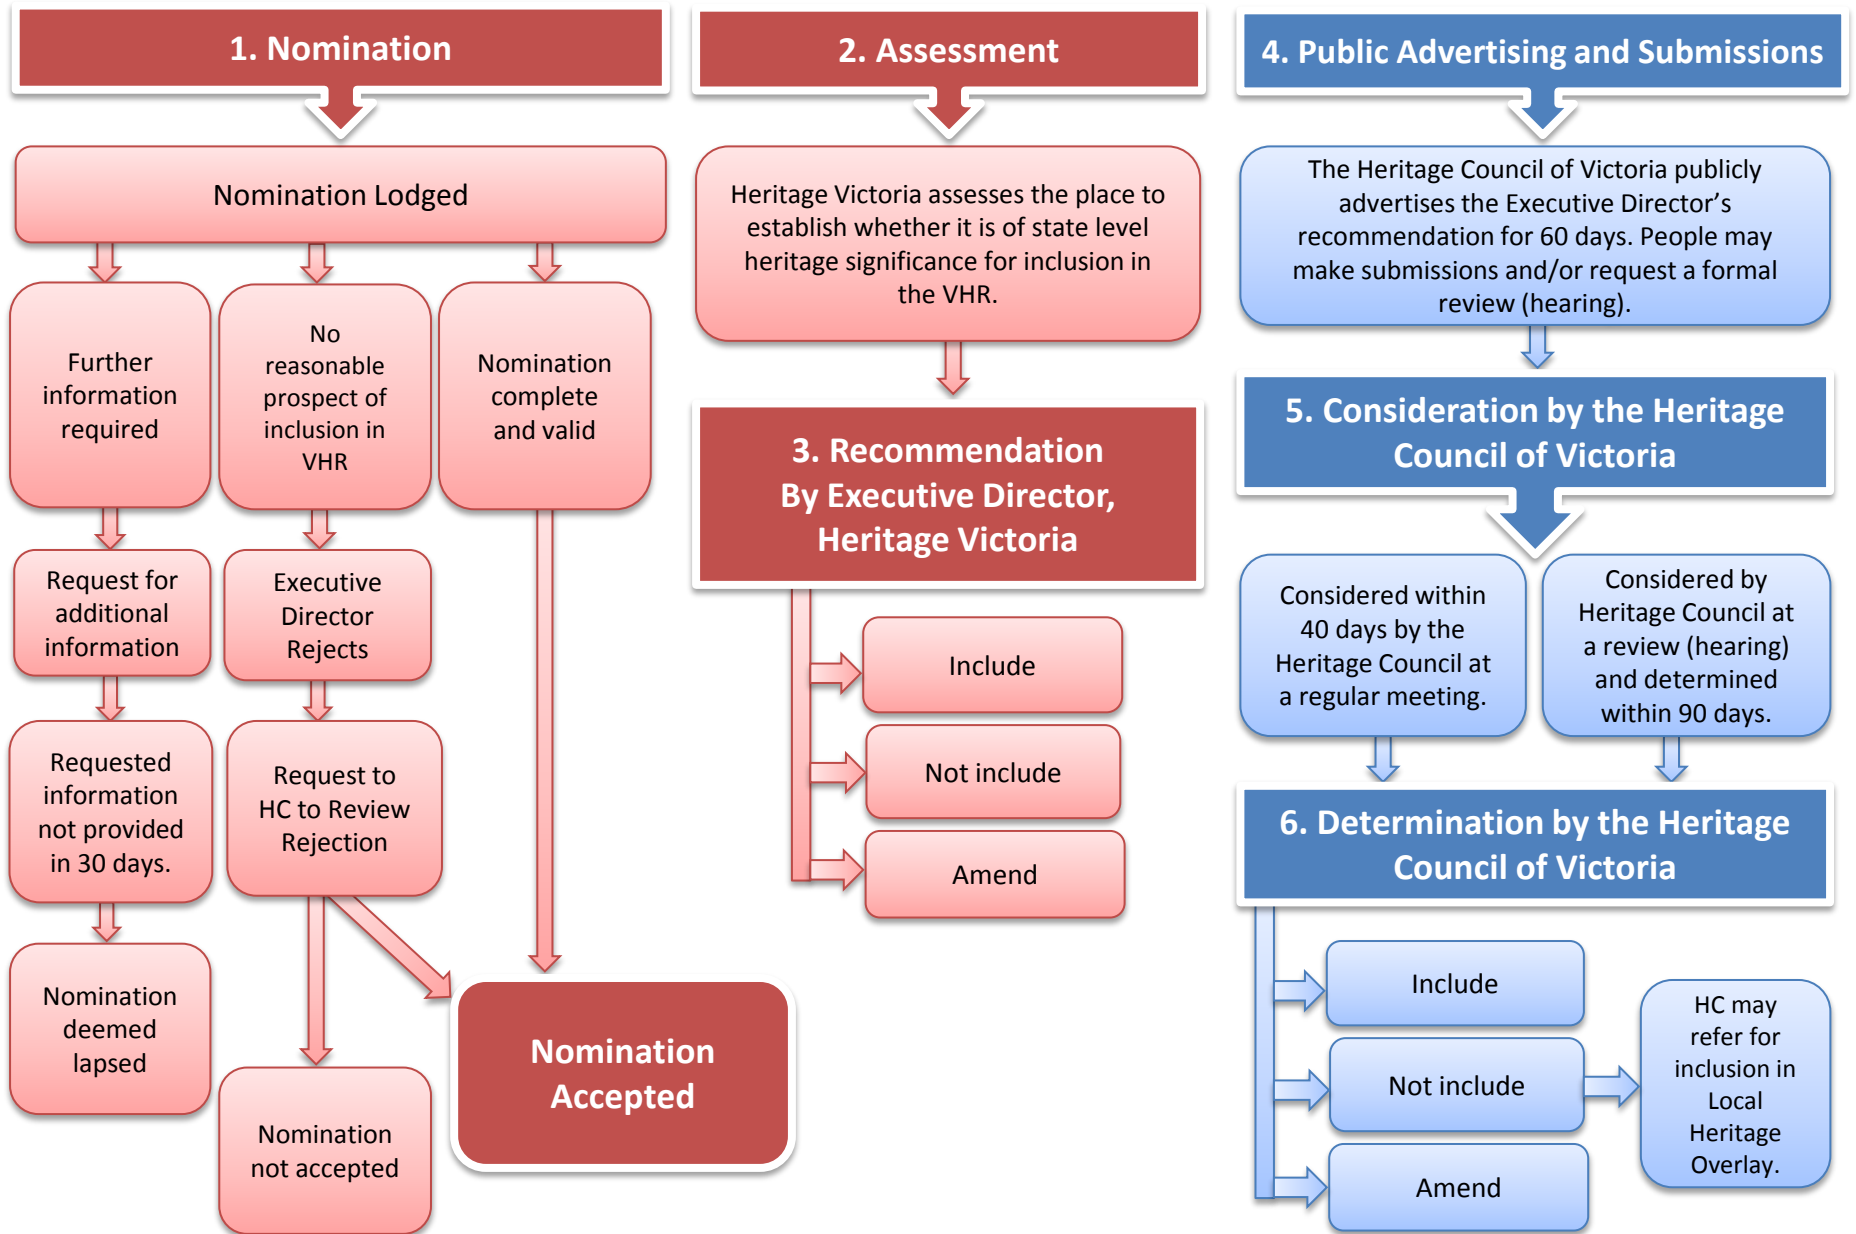 1. Nomination
Nomination Lodged
Further
information
required
No
reasonable
prospect of
inclusion in
VHR
Nomination
complete
and valid
Request for
additional
information
Executive
Director
Rejects
Requested
information
not provided
in 30 days.
Request to
HC to Review
Rejection
Nomination
deemed
lapsed
Nomination
not accepted
Nomination
Accepted
2. Assessment
Heritage Victoria assesses the place to
establish whether it is of state level
heritage significance for inclusion in
the VHR.
3. Recommendation
By Executive Director,
Heritage Victoria
Include
Not include
Amend
4. Public Advertising and Submissions
The Heritage Council of Victoria publicly
advertises the Executive Director’s
recommendation for 60 days. People may
make submissions and/or request a formal
review (hearing).
5. Consideration by the Heritage
Council of Victoria
Considered within
40 days by the
Heritage Council at
a regular meeting.
Considered by
Heritage Council at
a review (hearing)
and determined
within 90 days.
6. Determination by the Heritage
Council of Victoria
Include
Not include
Amend
HC may
refer for
inclusion in
Local
Heritage
Overlay.